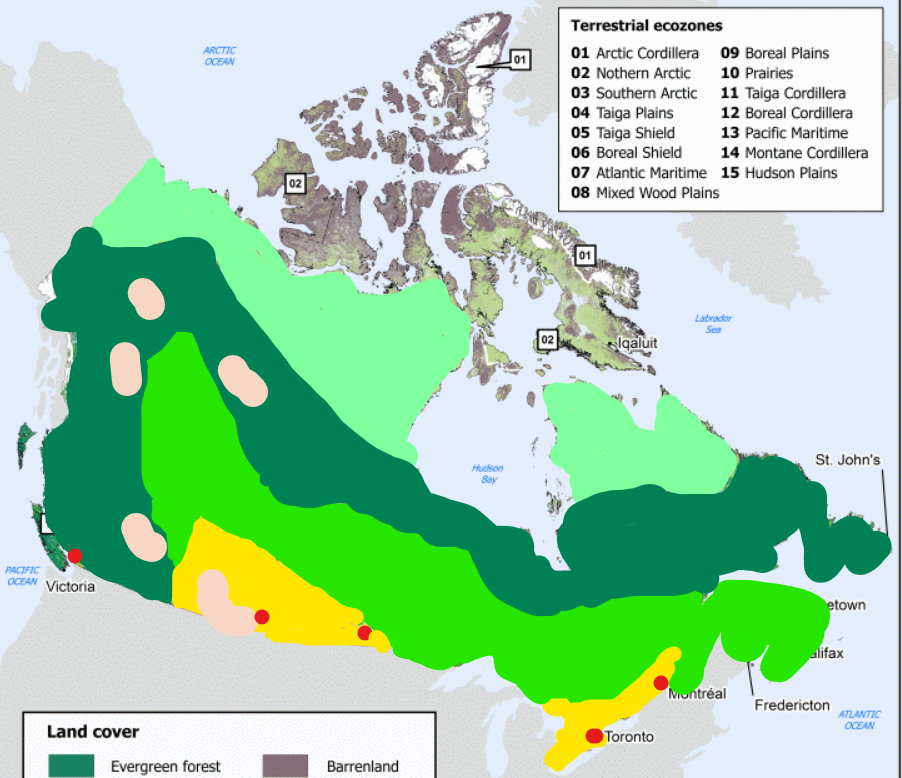 Terrestrial ecozones
01 Arctic Cordillera 09 Boreal Plains
02 Nothern Arctic 10 Prairies
03 Southern Arctic 11 Taiga Cordillera
04 Taiga Plains 12 Boreal Cordillera
05 Taiga Shield 13 Pacific Maritime
06 Boreal Shield 14 Montane Cordillera
07 Atlantic Maritime 15 Hudson Plains
08 Mixed Wood Plains
ARCTIC
OCEAN
01
02
01
Labrador
Sea
02
Iqaluit
St. John's
Hudson
Bay
PACIFIC
OCEAN
Victoria
etown
alifax
Montréal
Fredericton
ATLANTIC
OCEAN
Toronto
Land cover
Evergreen forest
Barrenland